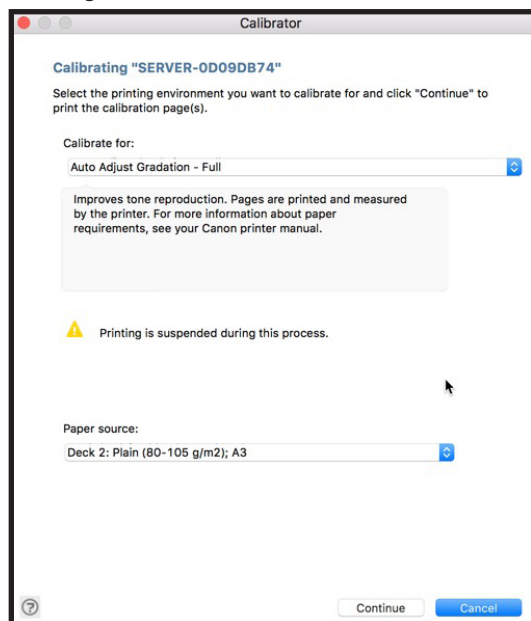 Calibrator
Calibrating "SERVER-0D09DB74"
Select the printing environment you want to calibrate for and click "Continue" to
print the calibration page(s).
Calibrate for:
Auto Adjust Gradation - Full
Improves tone reproduction. Pages are printed and measured
by the printer. For more information about paper
requirements, see your Canon printer manual.
Printing is suspended during this process.
Paper source:
Deck 2: Plain (80-105 g/m2); A3
? Continue Cancel